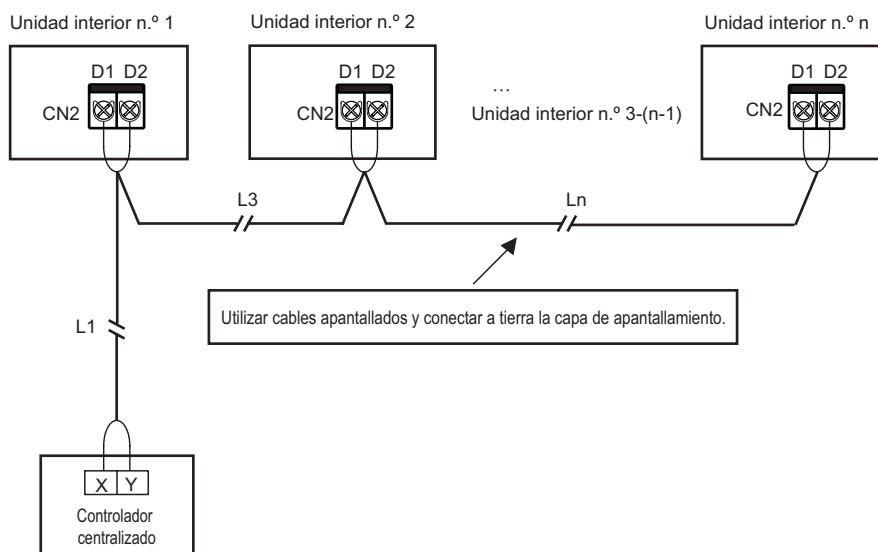 Unidad interior n.º 1
Unidad interior n.º 2
Unidad interior n.º n
D1 D2
D1 D2
D1 D2
CN2
CN2
CN2
...
Unidad interior n.º 3-(n-1)
L3
Ln
L1
Utilizar cables apantallados y conectar a tierra la capa de apantallamiento.
X Y
Controlador
centralizado